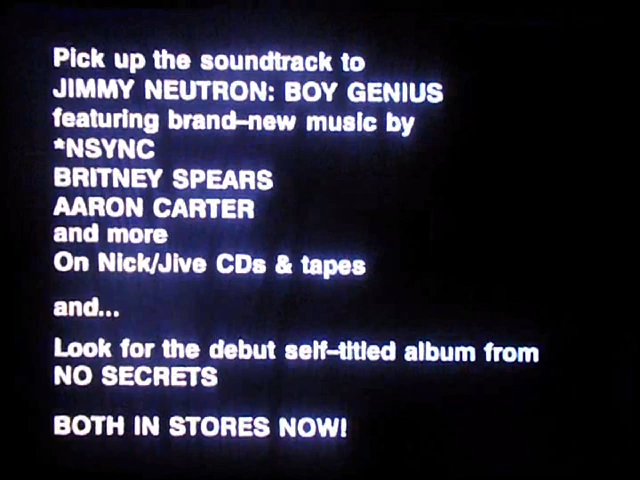 Pick up the soundtrack to
JIMMY NEUTRON: BOY GENIUS
featuring brand-new music by
*NSYNC
BRITNEY SPEARS
AARON CARTER
and more
On Nick/Jive CDs & tapes
and...
Look for the debut self-titled album from
NO SECRETS
BOTH IN STORES NOW!